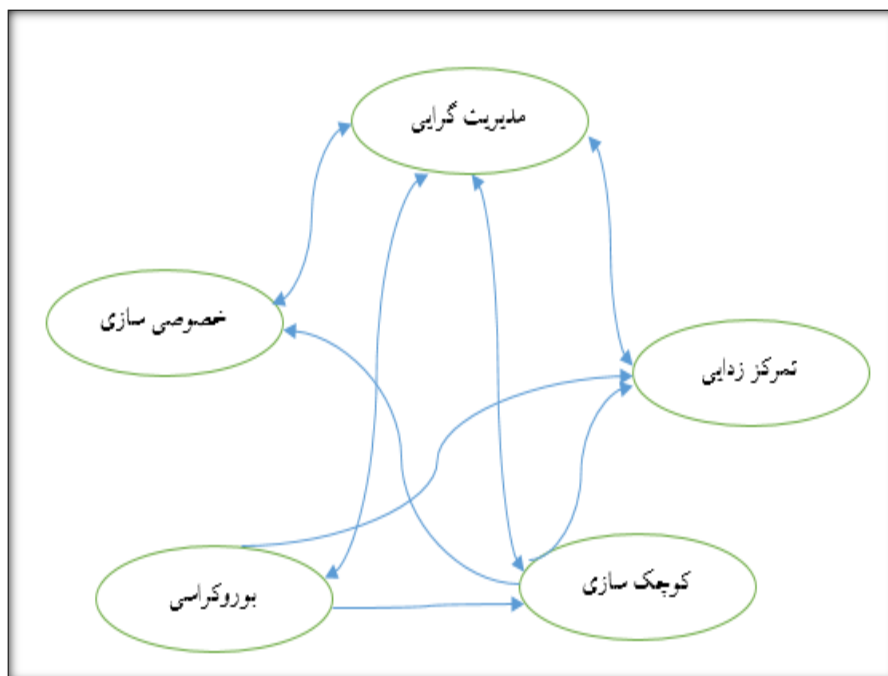 مدیریت گرایی
خصوصی سازی
تمرکز زدایی
کوچک سازی
بوروکراسی